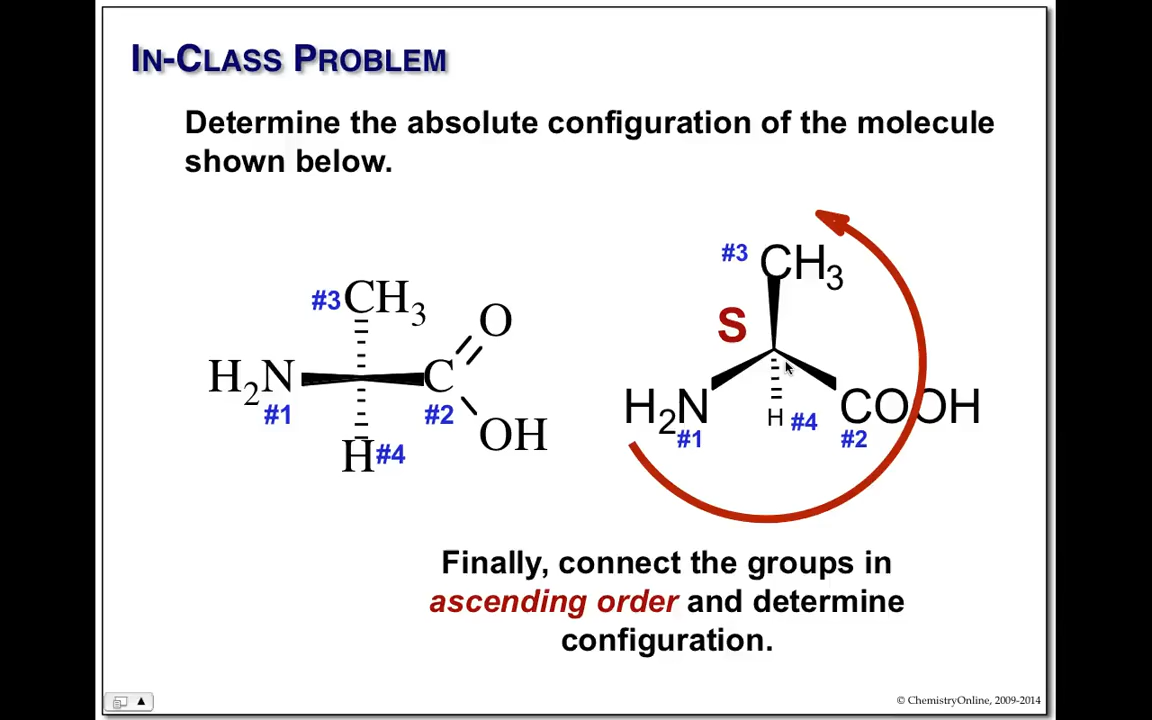 IN-CLASS PROBLEM
Determine the absolute configuration of the molecule
shown below.
#3 CH3
O
H2N
C
#1
#2
OH
H #4
#3 CH3
S
H2N
H #4
COOH
#1
#2
Finally, connect the groups in
ascending order and determine
configuration.
© ChemistryOnline, 2009-2014